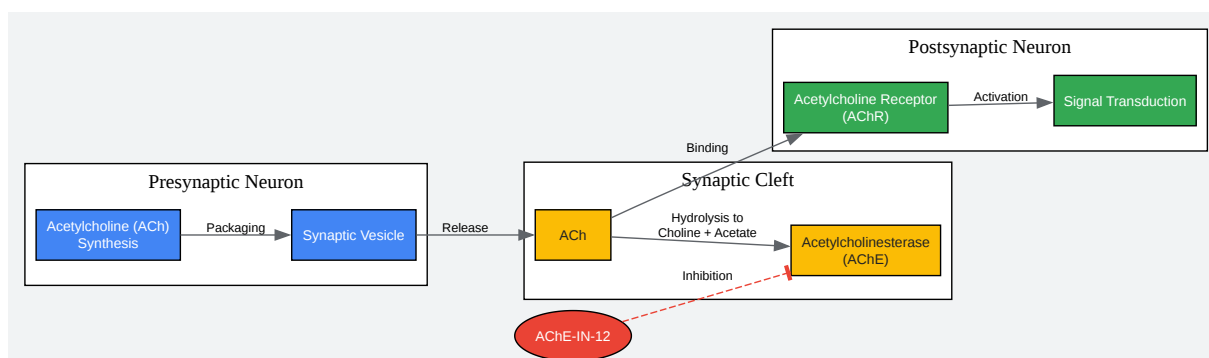 Postsynaptic Neuron
Acetylcholine Receptor
(AChR)
Activation
Signal Transduction
Binding
Presynaptic Neuron
Acetylcholine (ACh)
Synthesis
Packaging
Synaptic Vesicle
Release
Synaptic Cleft
ACh
Hydrolysis to
Choline + Acetate
Acetylcholinesterase
(AChE)
Inhibition
AChE-IN-12